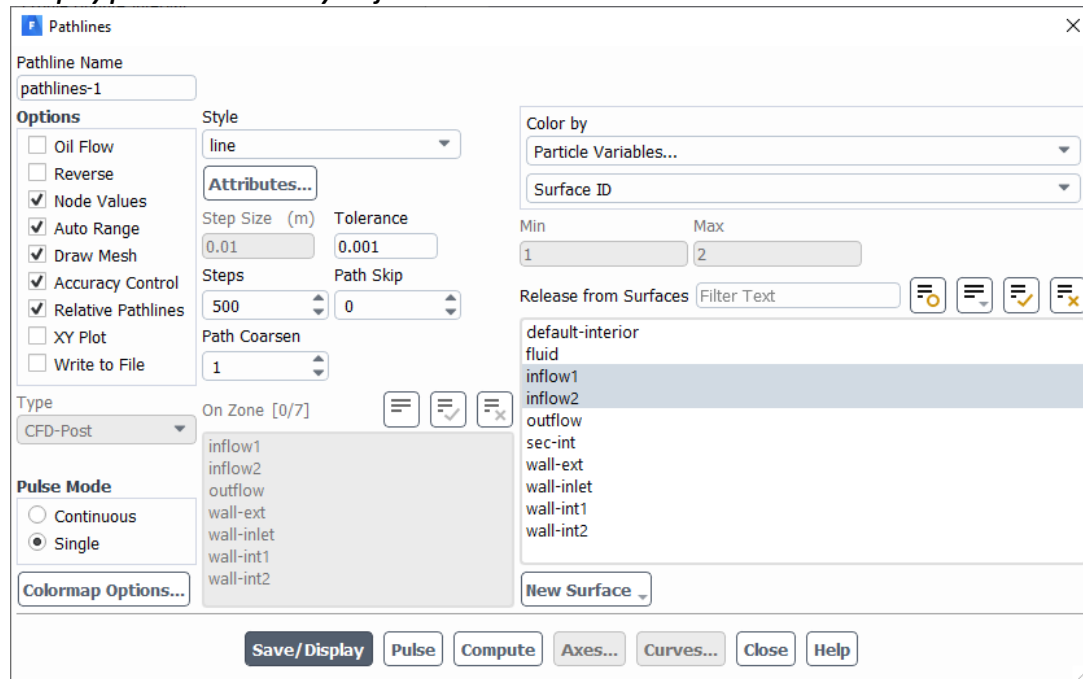 Pathlines
Pathline Name
pathlines-1
Options
Oil Flow
Reverse
Node Values
Auto Range
Draw Mesh
Accuracy Control
Relative Pathlines
XY Plot
Write to File
Type
CFD-Post
Pulse Mode
Continuous
Single
Colormap Options...
Style
line
Attributes...
Step Size (m) Tolerance
0.01 0.001
Steps Path Skip
500 0
Path Coarsen
1
On Zone [0/7]
inflow1
inflow2
outflow
wall-ext
wall-inlet
wall-int1
wall-int2
Color by
Particle Variables...
Surface ID
Min Max
1 2
Release from Surfaces Filter Text
default-interior
fluid
inflow1
inflow2
outflow
sec-int
wall-ext
wall-inlet
wall-int1
wall-int2
New Surface
Save/Display Pulse Compute Axes... Curves... Close Help